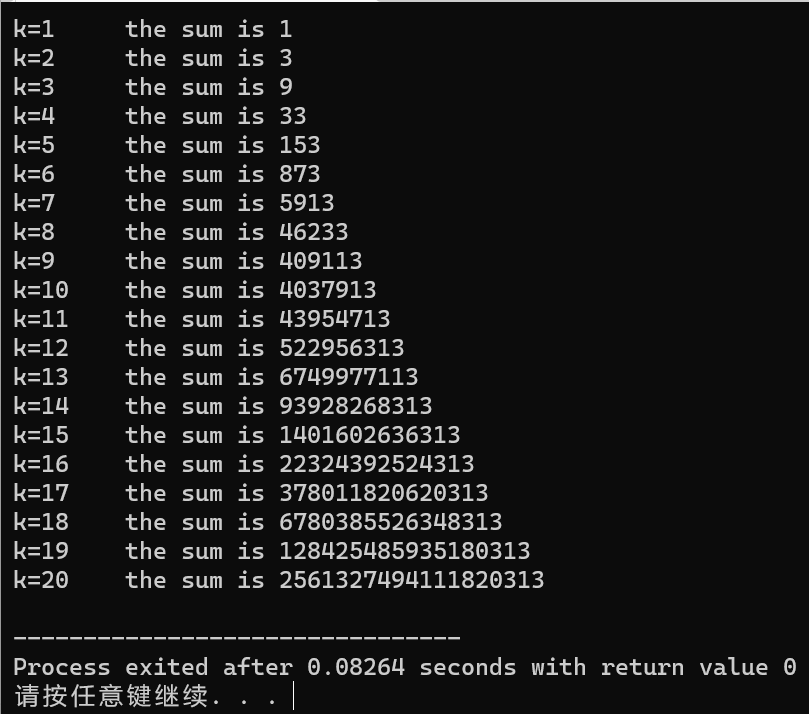 k=1    the sum is 1
k=2    the sum is 3
k=3    the sum is 9
k=4    the sum is 33
k=5    the sum is 153
k=6    the sum is 873
k=7    the sum is 5913
k=8    the sum is 46233
k=9    the sum is 409113
k=10    the sum is 4037913
k=11    the sum is 43954713
k=12    the sum is 522956313
k=13    the sum is 6749977113
k=14    the sum is 93928268313
k=15    the sum is 1401602636313
k=16    the sum is 22324392524313
k=17    the sum is 378011820620313
k=18    the sum is 6780385526348313
k=19    the sum is 128425485935180313
k=20    the sum is 2561327494111820313
--------------------------------
Process exited after 0.08264 seconds with return value 0
请按任意键继续. . .